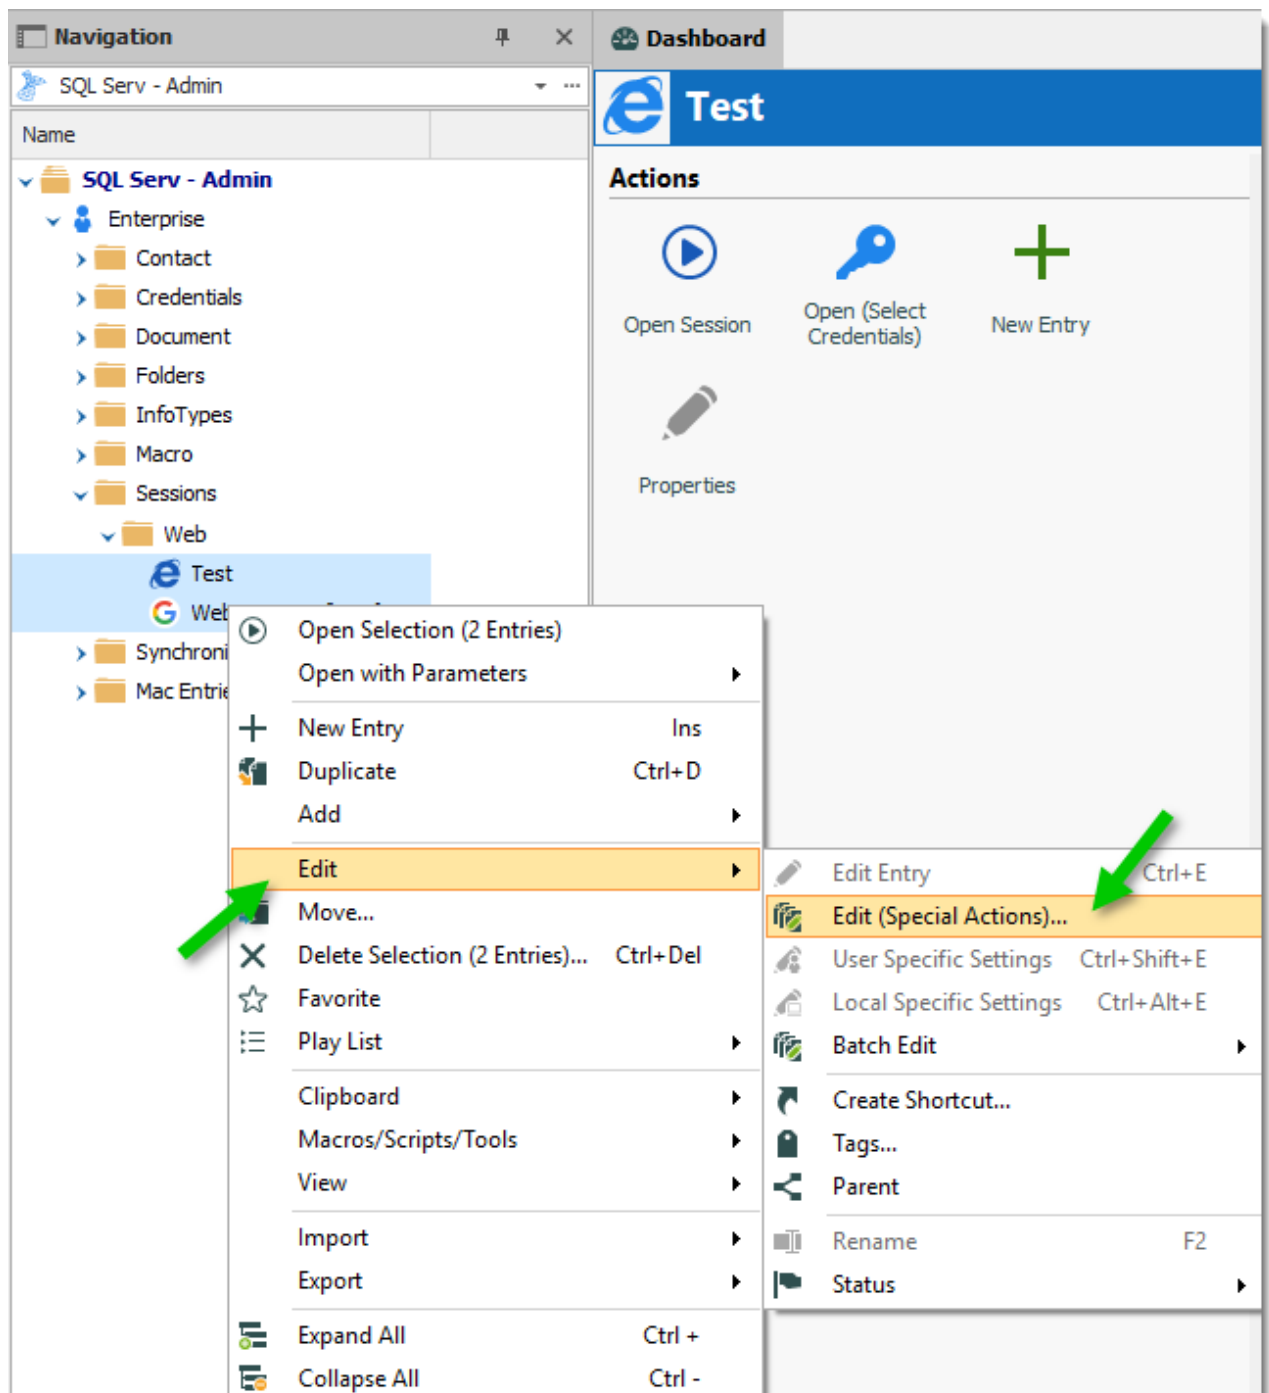 Navigation
SQL Serv - Admin
Name
SQL Serv - Admin
Enterprise
Contact
Credentials
Document
Folders
InfoTypes
Macro
Sessions
Web
Test
Web
Mac
Dashboard
Test
Actions
Open Session
Open (Select
Credentials)
New Entry
Properties
Open Selection (2 Entries)
Open with Parameters
New Entry Ins
Duplicate Ctrl+D
Add
Edit
Move...
Delete Selection (2 Entries)... Ctrl+Del
Favorite
Play List
Clipboard
Macros/Scripts/Tools
View
Import
Export
Expand All Ctrl +
Collapse All Ctrl -
Edit Entry Ctrl+E
Edit (Special Actions)...
User Specific Settings Ctrl+Shift+E
Local Specific Settings Ctrl+Alt+E
Batch Edit
Create Shortcut...
Tags...
Parent
Rename F2
Status